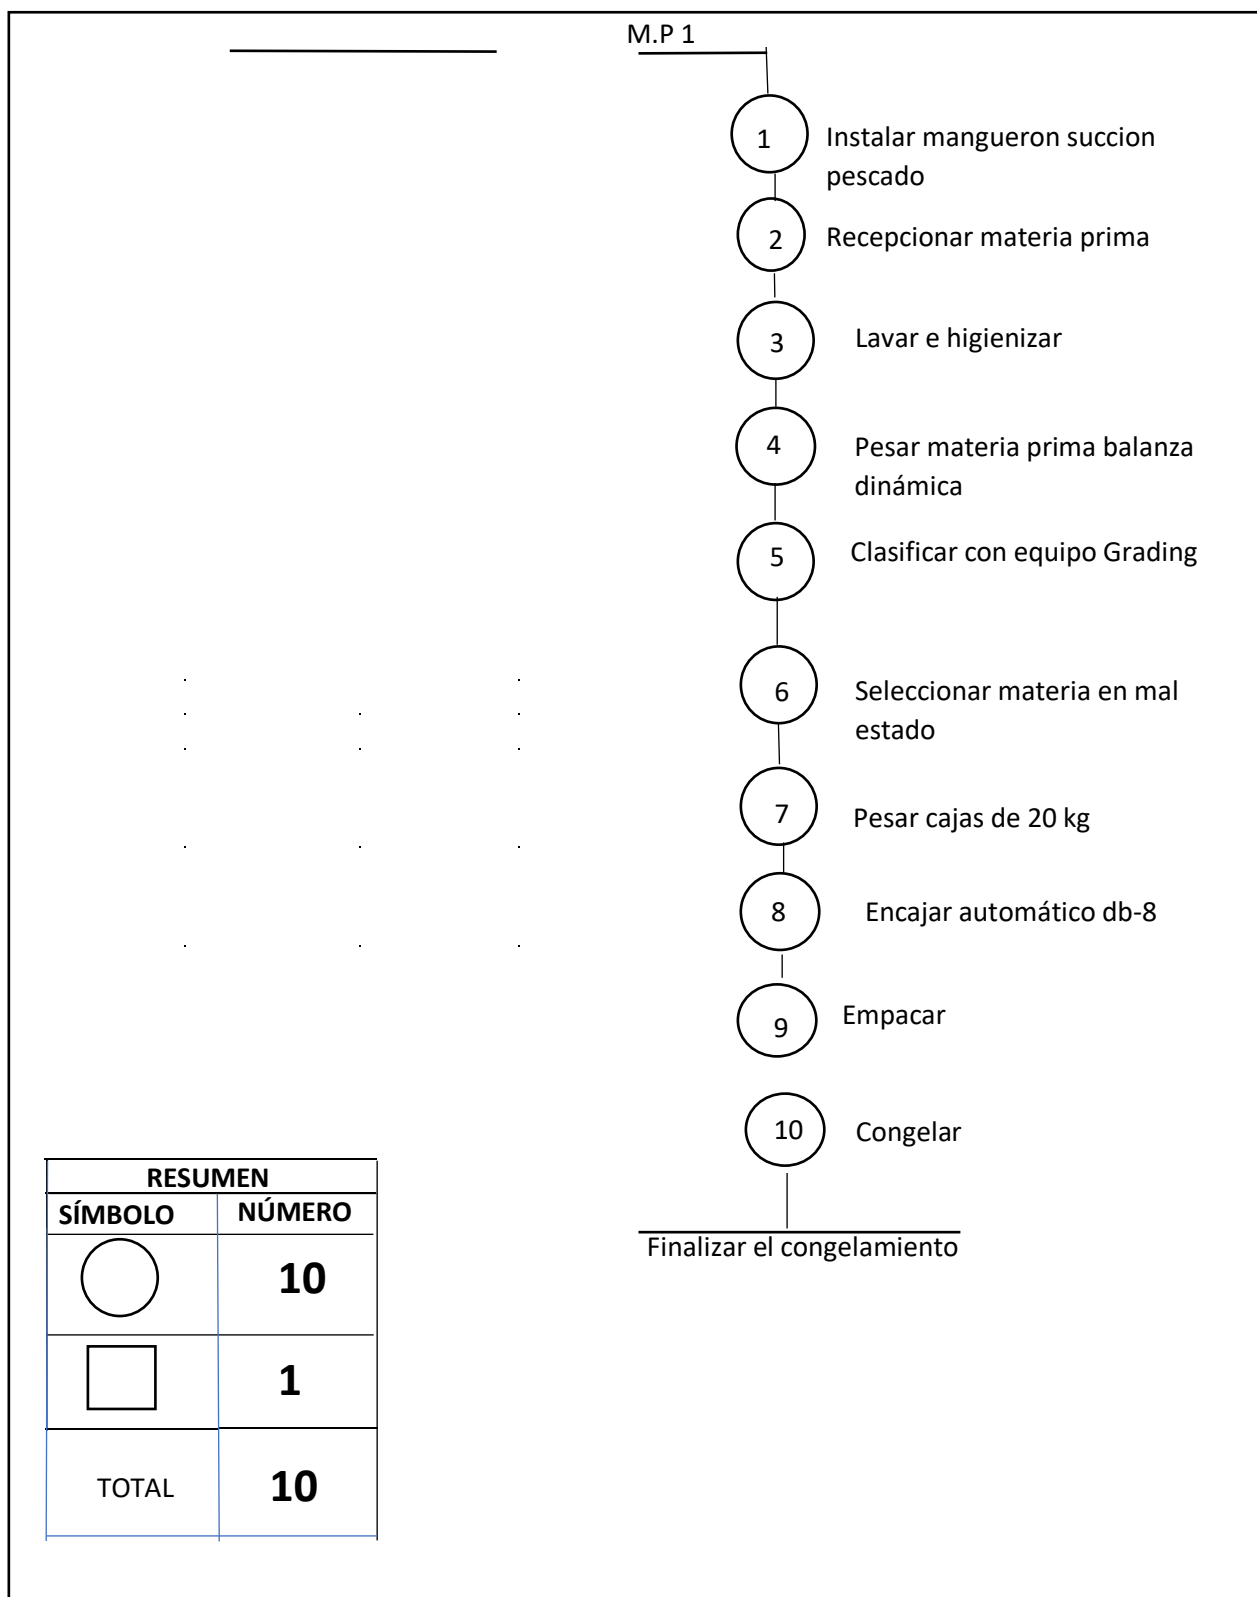 M.P 1
1
Instalar mangueron succion
pescado
2
Recepcionar materia prima
3
Lavar e higienizar
4
Pesar materia prima balanza
dinámica
5
Clasificar con equipo Grading
6
Seleccionar materia en mal
estado
7
Pesar cajas de 20 kg
8
Encajar automático db-8
9
Empacar
10
Congelar
Finalizar el congelamiento
RESUMEN
SÍMBOLO NÚMERO
10
1
TOTAL 10